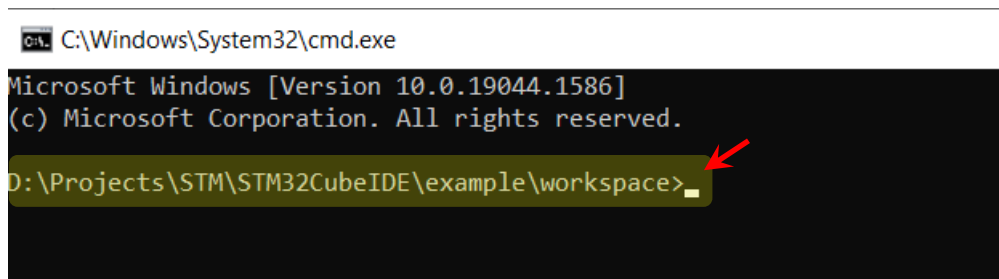 C:\Windows\System32\cmd.exe
Microsoft Windows [Version 10.0.19044.1586]
(c) Microsoft Corporation. All rights reserved.
D:\Projects\STM\STM32CubeIDE\example\workspace>_